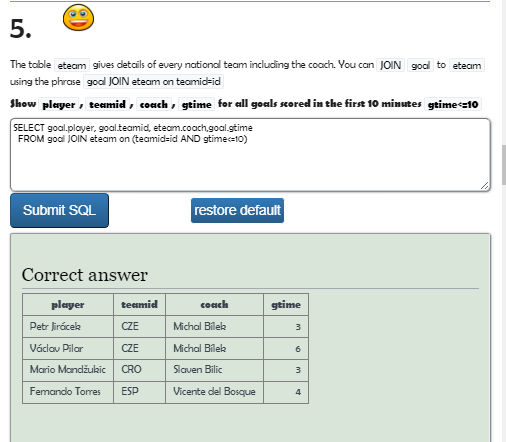 5.
The table eteam gives details of every national team including the coach. You can JOIN goal to eteam
using the phrase goal JOIN eteam on teamid=id
Show player , teamid , coach , gtime for all goals scored in the first 10 minutes gtime<=10
SELECT goal.player, goal.teamid, eteam.coach,goal.gtime
FROM goal JOIN eteam on (teamid=id AND gtime<=10)
Submit SQL restore default
Correct answer
player teamid coach gtime
Petr Jirácek CZE Michal Bílek 3
Václav Pilar CZE Michal Bílek 6
Mario Mandžukic CRO Slaven Bilic 3
Fernando Torres ESP Vicente del Bosque 4